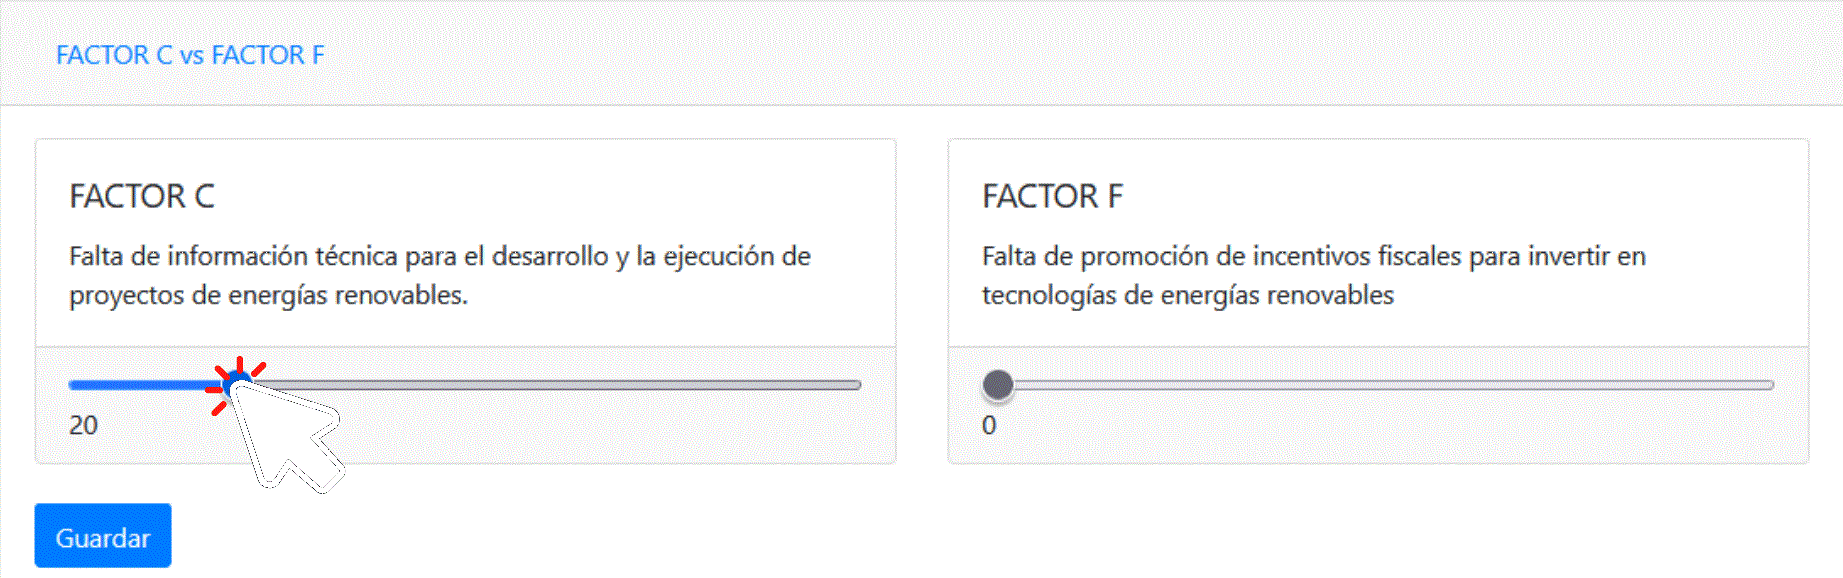 FACTOR C vs FACTOR F
FACTOR C
Falta de información técnica para el desarrollo y la ejecución de
proyectos de energías renovables.
20
FACTOR F
Falta de promoción de incentivos fiscales para invertir en
tecnologías de energías renovables
0
Guardar